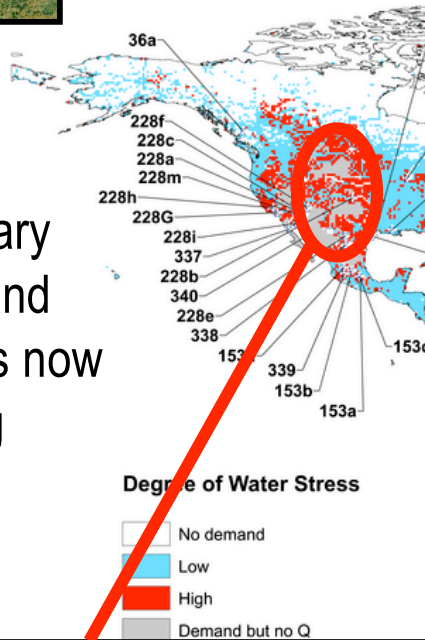 36a
228f
228c
228a
228m
228h
228G
228i
337
228b
340
228e
338
339
153b
153a
ary
nd
s now
Degree of Water Stress
No demand
Low
High
Demand but no Q